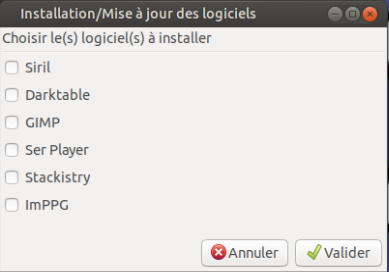 Installation/Mise à jour des logiciels
Choisir le(s) logiciel(s) à installer
Siril
Darktable
GIMP
Ser Player
Stackistry
ImPPG
Annuler Valider